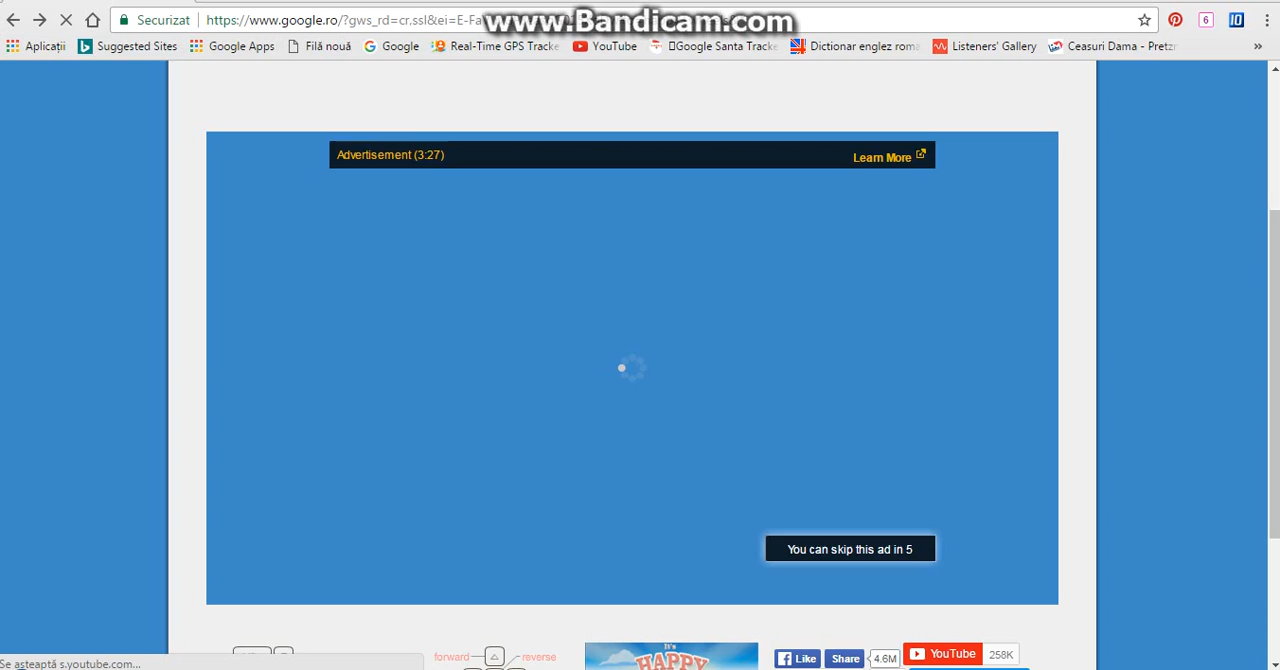 www.Bandicam.com
Securizat https://www.google.ro/?gws_rd=cr,ssl&ei=E-Fa
6
Aplicații Suggested Sites Google Apps Filă nouă Google Real-Time GPS Tracke YouTube Google Santa Tracke Dictionar englez roma Listeners' Gallery Ceasuri Dama - Pretz »
Advertisement (3:27) Learn More
You can skip this ad in 5
forward reverse
It's
HAPPY
Like Share 4.6M YouTube 258K
Se așteaptă s.youtube.com...